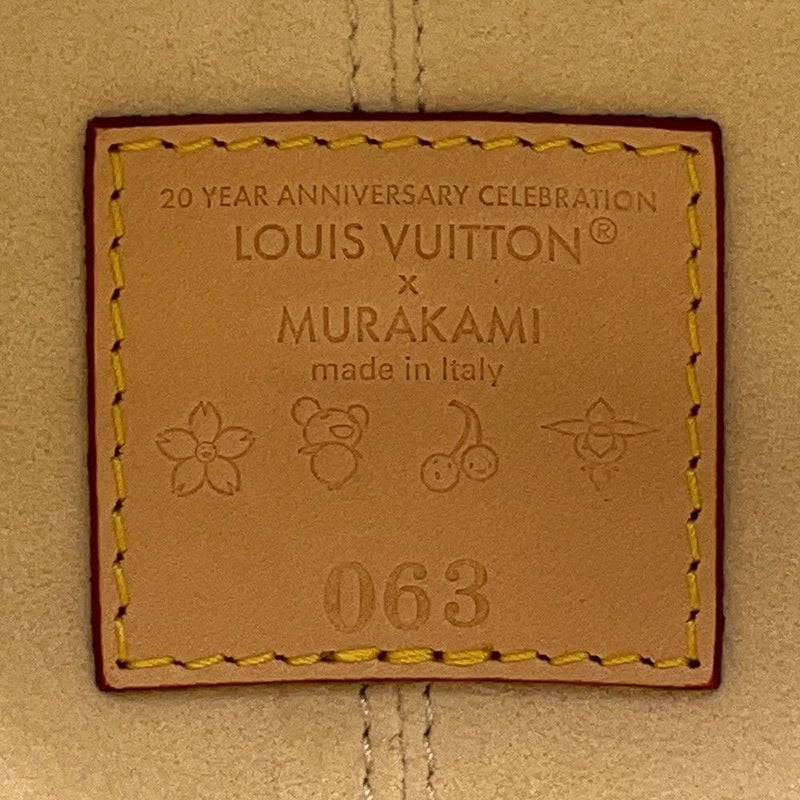 20 YEAR ANNIVERSARY CELEBRATION
LOUIS VUITTON®
x
MURAKAMI
made in Italy
063